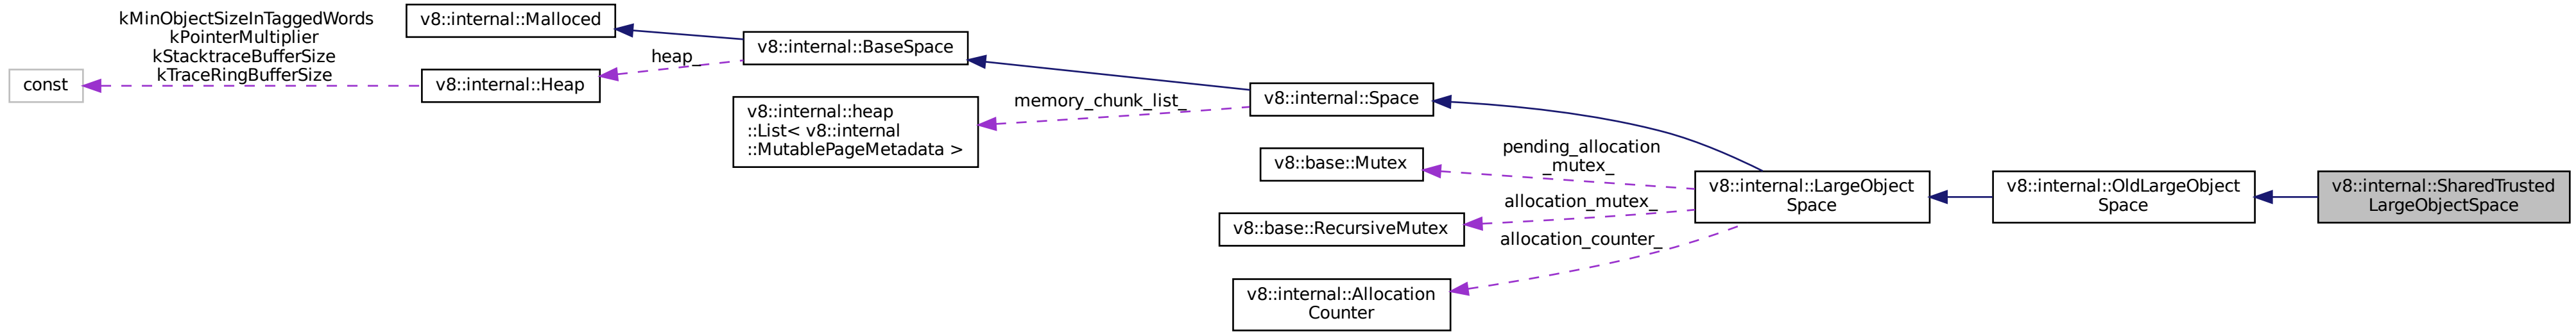 kMinObjectSizeInTaggedWords
kPointerMultiplier
kStacktraceBufferSize
kTraceRingBufferSize
const
v8::internal::Malloced
v8::internal::Heap
heap_
v8::internal::BaseSpace
v8::internal::heap
::List< v8::internal
::MutablePageMetadata >
memory_chunk_list_
v8::internal::Space
v8::base::Mutex
v8::base::RecursiveMutex
v8::internal::Allocation
Counter
pending_allocation
_mutex_
allocation_mutex_
allocation_counter_
v8::internal::LargeObject
Space
v8::internal::OldLargeObject
Space
v8::internal::SharedTrusted
LargeObjectSpace